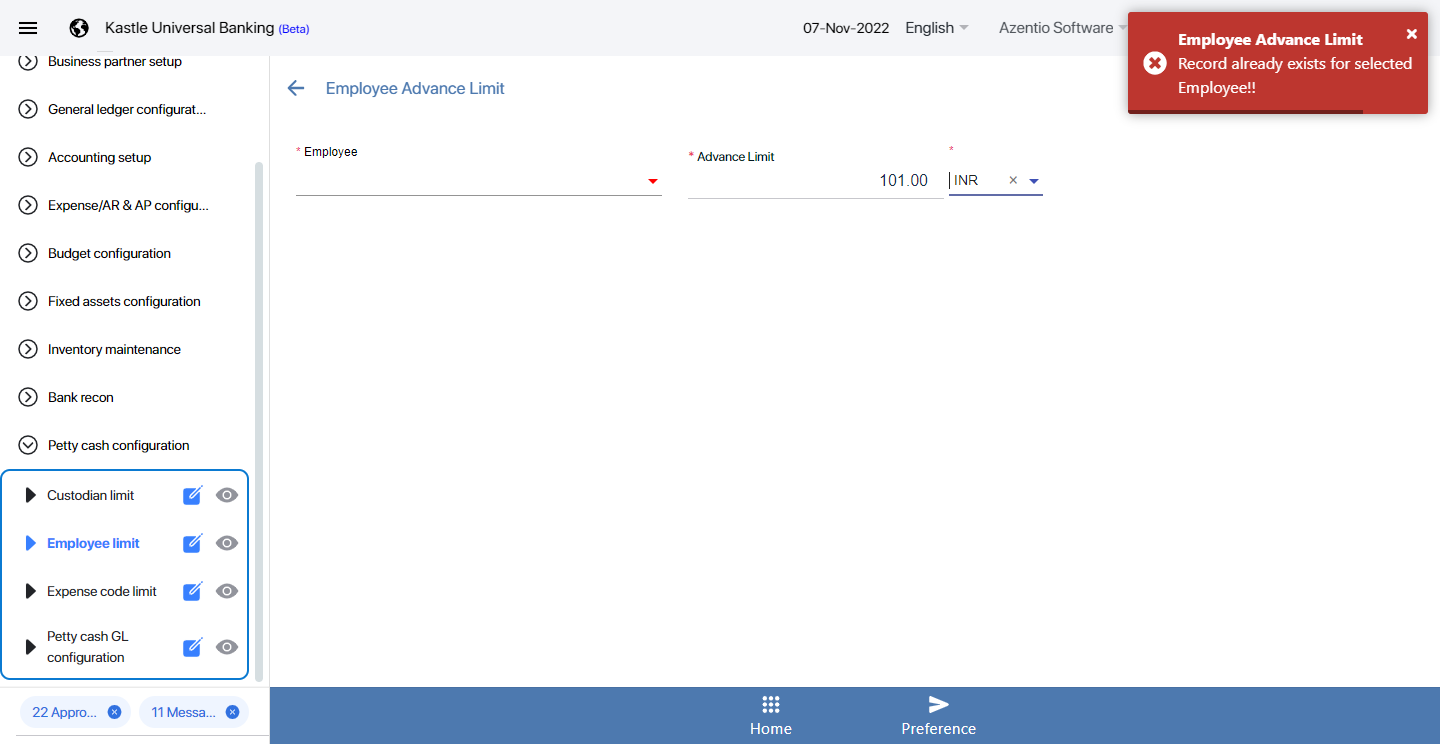 Kastle Universal Banking (Beta)
07-Nov-2022
English
Azentio Software
Employee Advance Limit
Record already exists for selected
Employee!!
Business partner setup
General ledger configurat...
Accounting setup
Expense/AR & AP configu...
Budget configuration
Fixed assets configuration
Inventory maintenance
Bank recon
Petty cash configuration
Custodian limit
Employee limit
Expense code limit
Petty cash GL
configuration
22 Appro...
11 Messa...
Employee Advance Limit
* Employee
* Advance Limit
101.00
*
INR
Home
Preference